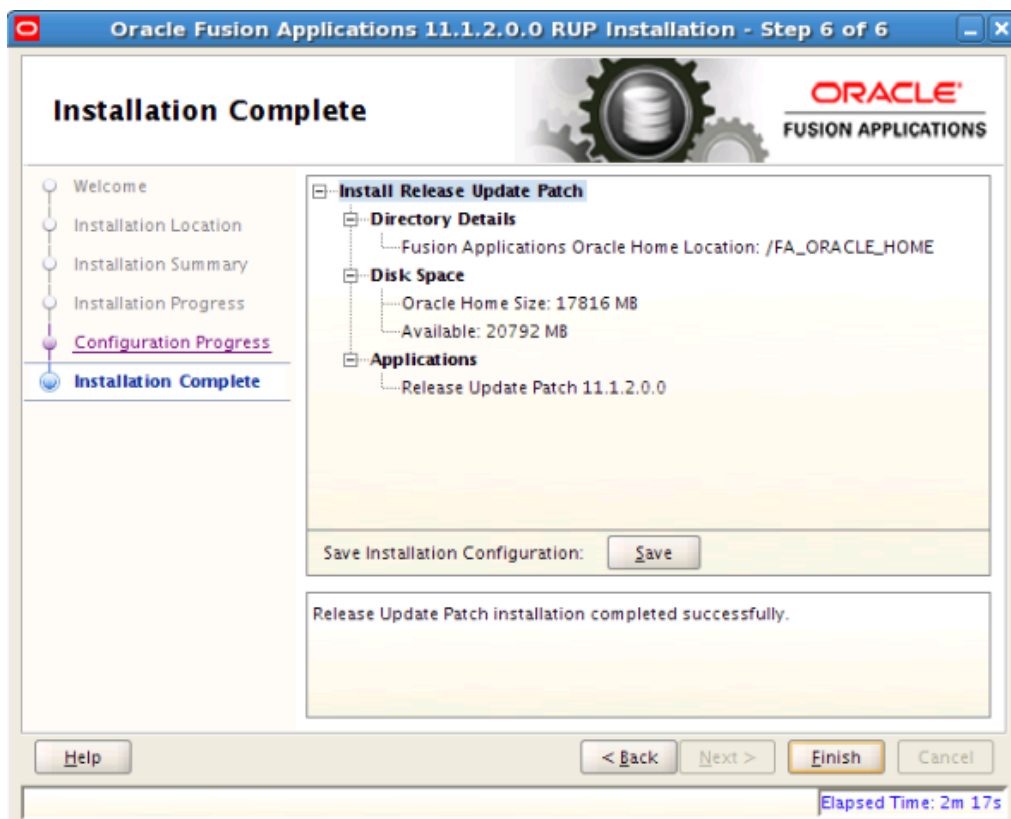 Oracle Fusion Applications 11.1.2.0.0 RUP Installation - Step 6 of 6
Installation Complete
ORACLE®
FUSION APPLICATIONS
Welcome
Installation Location
Installation Summary
Installation Progress
Configuration Progress
Installation Complete
Install Release Update Patch
Directory Details
Fusion Applications Oracle Home Location: /FA_ORACLE_HOME
Disk Space
Oracle Home Size: 17816 MB
Available: 20792 MB
Applications
Release Update Patch 11.1.2.0.0
Save Installation Configuration: Save
Release Update Patch installation completed successfully.
Help < Back Next > Finish Cancel
Elapsed Time: 2m 17s